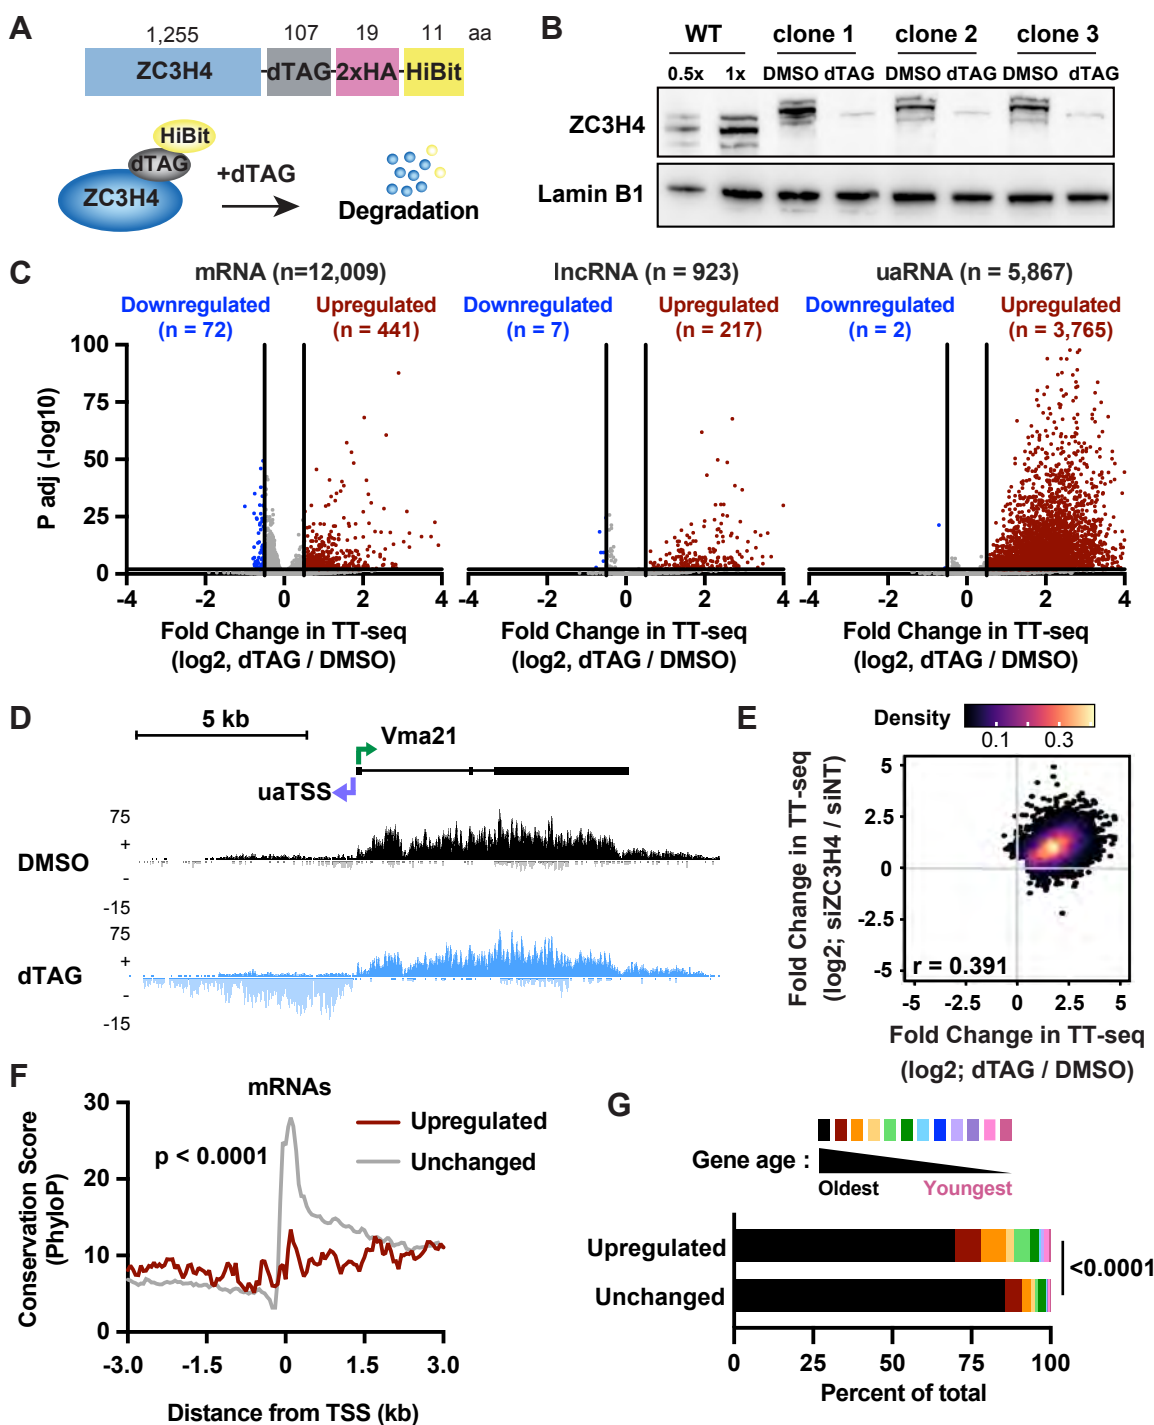 A
1,255 107 19 11 aa
ZC3H4 dTAG 2xHA HiBit
HiBit
dTAG
ZC3H4
+dTAG
Degradation
B
WT clone 1 clone 2 clone 3
0.5x 1x DMSO dTAG DMSO dTAG DMSO dTAG
ZC3H4
Lamin B1
C
mRNA (n=12,009)
Downregulated
(n = 72)
Upregulated
(n = 441)
lncRNA (n = 923)
Downregulated
(n = 7)
Upregulated
(n = 217)
uaRNA (n = 5,867)
Downregulated
(n = 2)
Upregulated
(n = 3,765)
P adj (-log10)
100
75
50
25
0
-4 -2 0 2 4
-4 -2 0 2 4
-4 -2 0 2 4
Fold Change in TT-seq
(log2, dTAG / DMSO)
Fold Change in TT-seq
(log2, dTAG / DMSO)
Fold Change in TT-seq
(log2, dTAG / DMSO)
D
5 kb
Vma21
uaTSS
75
+
DMSO
-
-15
75
+
dTAG
-
-15
E
Density
0.1 0.3
Fold Change in TT-seq
(log2; siZC3H4 / siNT)
5
2.5
0
-2.5
-5
r = 0.391
-5 -2.5 0 2.5 5
Fold Change in TT-seq
(log2; dTAG / DMSO)
F
mRNAs
Conservation Score
(PhyloP)
30
20
10
0
p < 0.0001
Upregulated
Unchanged
-3.0 -1.5 0 1.5 3.0
Distance from TSS (kb)
G
Gene age :
Oldest Youngest
Upregulated
Unchanged
<0.0001
0 25 50 75 100
Percent of total